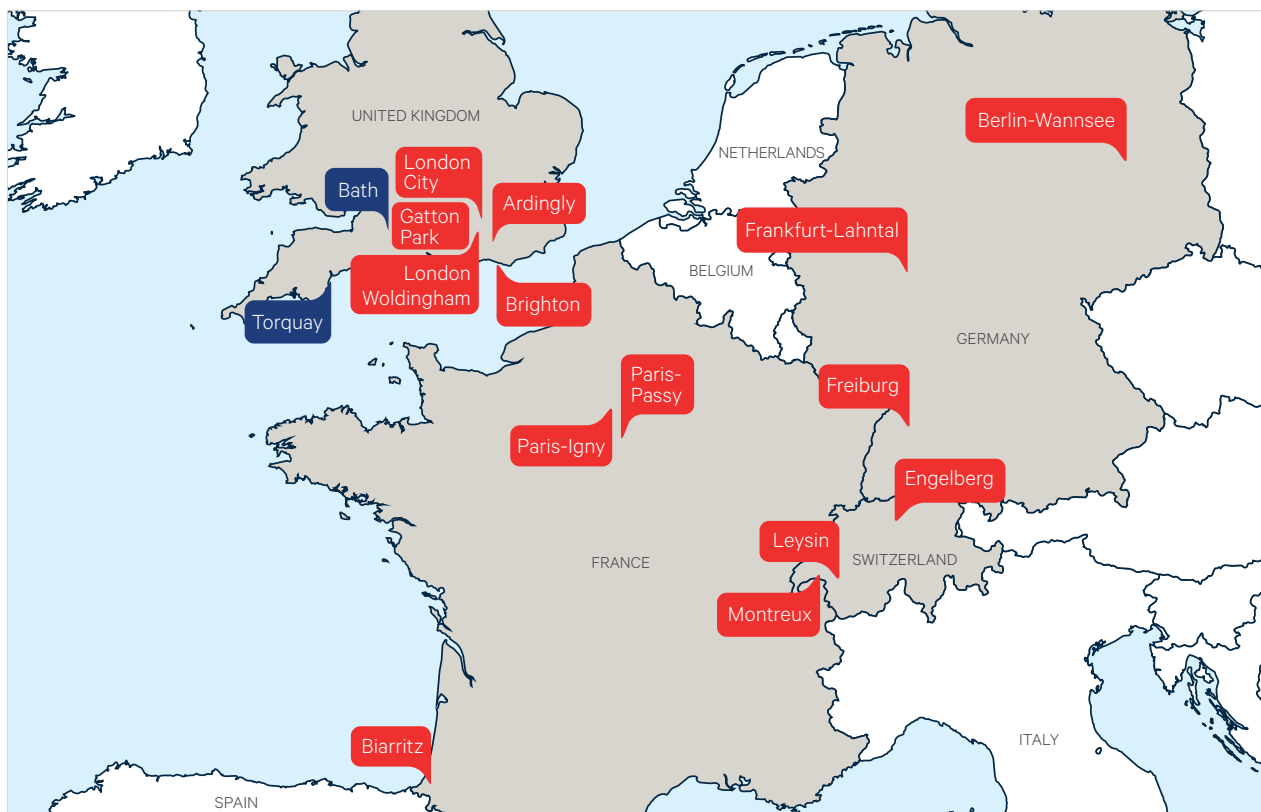 UNITED KINGDOM
Berlin-Wannsee
NETHERLANDS
London
City
Bath
Ardingly
Gatton
Park
Frankfurt-Lahntal
BELGIUM
London
Woldingham
Brighton
Torquay
GERMANY
Paris-
Passy
Freiburg
Paris-Igny
Engelberg
Leysin
FRANCE
SWITZERLAND
Montreux
Biarritz
ITALY
SPAIN